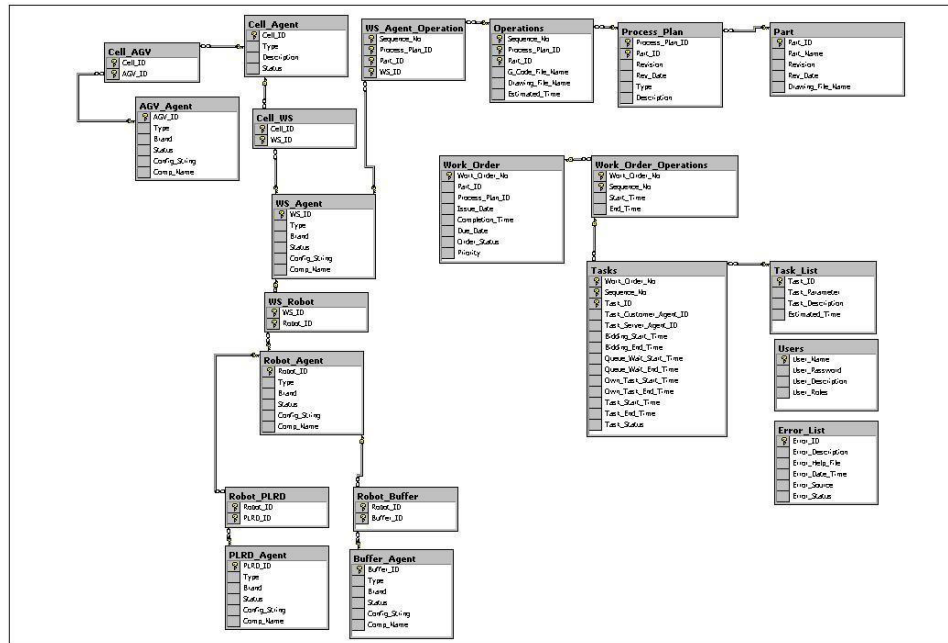 Cell_Agent
Cell_ID
Type
Description
Status
Cell_AGV
Cell_ID
AGV_ID
AGV_Agent
AGV_ID
Type
Brand
Status
Config_String
Comp_Name
Cell_WS
Cell_ID
WS_ID
WS_Agent
WS_ID
Type
Brand
Status
Config_String
Comp_Name
WS_Robot
WS_ID
Robot_ID
Robot_Agent
Robot_ID
Type
Brand
Status
Config_String
Comp_Name
Robot_PLRD
Robot_ID
PLRD_ID
PLRD_Agent
PLRD_ID
Type
Brand
Status
Config_String
Comp_Name
Robot_Buffer
Robot_ID
Buffer_ID
Buffer_Agent
Buffer_ID
Type
Brand
Status
Config_String
Comp_Name
WS_Agent_Operation
Sequence_No
Process_Plan_ID
Part_ID
WS_ID
Operations
Sequence_No
Process_Plan_ID
Part_ID
G_Code_File_Name
Drawing_File_Name
Estimated_Time
Process_Plan
Process_Plan_ID
Part_ID
Revision
Rev_Date
Type
Description
Part
Part_ID
Part_Name
Revision
Rev_Date
Drawing_File_Name
Work_Order
Work_Order_No
Part_ID
Process_Plan_ID
Issue_Date
Completion_Time
Due_Date
Order_Status
Priority
Work_Order_Operations
Work_Order_No
Sequence_No
Start_Time
End_Time
Tasks
Work_Order_No
Sequence_No
Task_ID
Task_Customer_Agent_ID
Task_Server_Agent_ID
Bidding_Start_Time
Bidding_End_Time
Queue_Wait_Start_Time
Queue_Wait_End_Time
Own_Task_Start_Time
Own_Task_End_Time
Task_Start_Time
Task_End_Time
Task_Status
Task_List
Task_ID
Task_Parameter
Task_Description
Estimated_Time
Users
User_Name
User_Password
User_Description
User_Roles
Error_List
Error_ID
Error_Description
Error_Help_File
Error_Date_Time
Error_Source
Error_Status